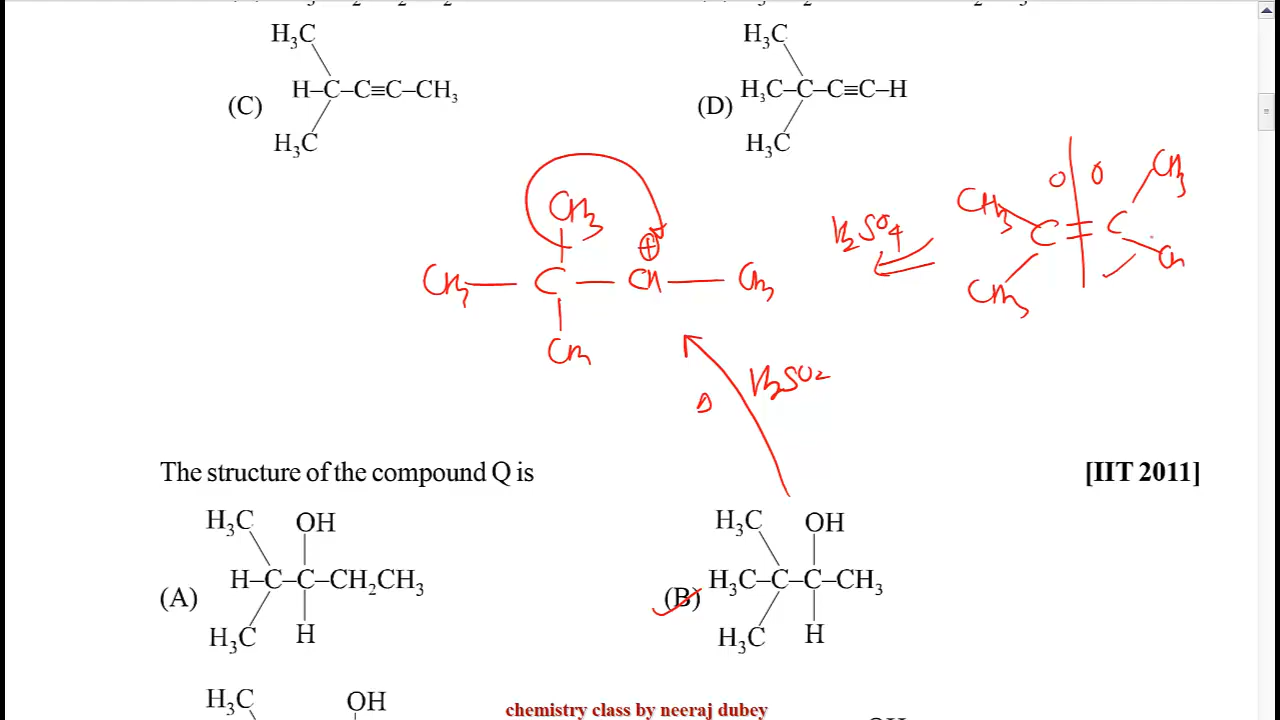 H₃C
H–C–C≡C–CH₃
(C)
H₃C
H₃C
H₃C–C–C≡C–H
(D)
H₃C
CH₃
CH₃ C CH CH₃
⊕
CH₃
H₂SO₄
O O
CH₃ CH₃
C = C
CH₃
H₂SO₂
Δ
The structure of the compound Q is [IIT 2011]
H₃C OH
H–C–C–CH₂CH₃
(A)
H₃C H
H₃C OH
H₃C–C–C–CH₃
(B)
H₃C H
H₃C OH
chemistry class by neeraj dubey